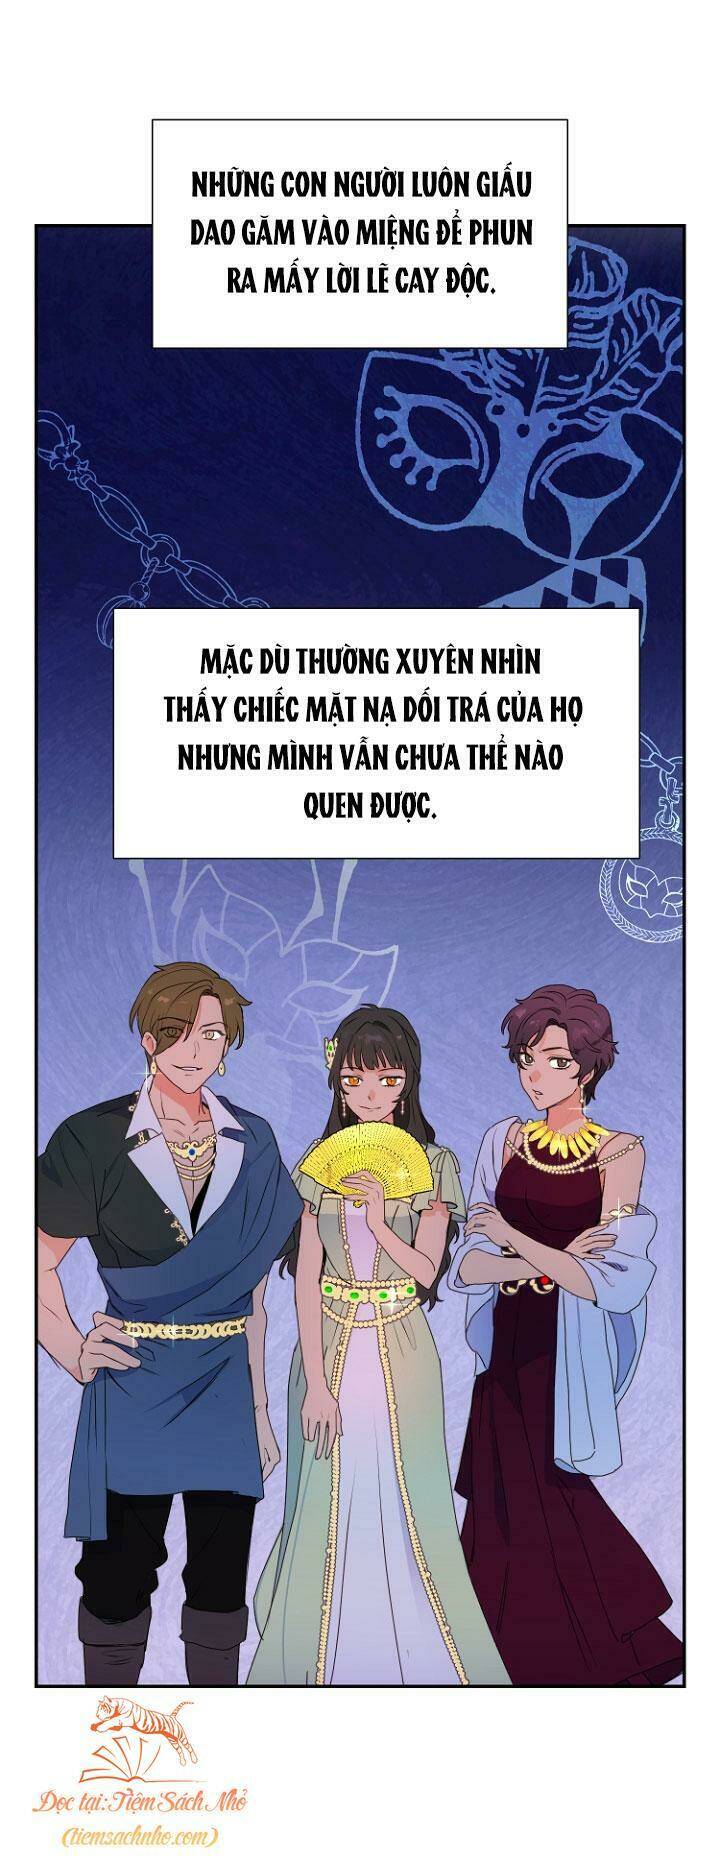 NHỮNG CON NGƯỜI LUÔN GIẤU
DAO GĂM VÀO MIỆNG ĐỂ PHUN
RA MẤY LỜI LẼ CAY ĐỘC.
MẶC DÙ THƯỜNG XUYÊN NHÌN
THẤY CHIẾC MẶT NẠ DỐI TRÁ CỦA HỌ
NHƯNG MÌNH VẪN CHƯA THỂ NÀO
QUEN ĐƯỢC.
Đọc tại: Tiệm Sách Nhỏ
(tiemsachnho.com)